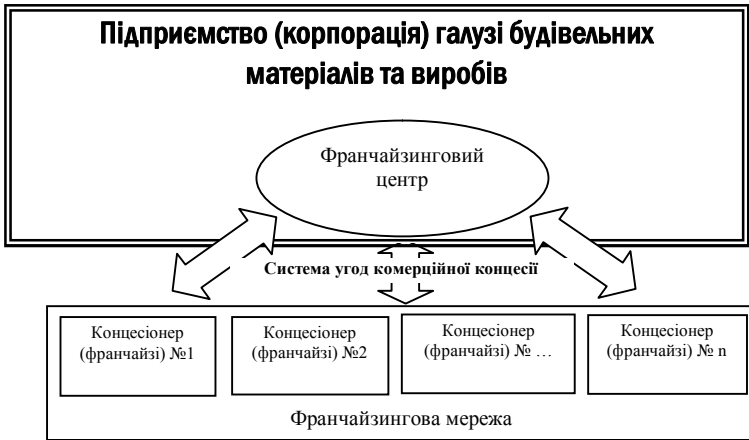 Підприємство (корпорація) галузі будівельних
матеріалів та виробів
Франчайзинговий
центр
Система угод комерційної концесії
Концесіонер
(франчайзі) №1
Концесіонер
(франчайзі) №2
Концесіонер
(франчайзі) № …
Концесіонер
(франчайзі) № n
Франчайзингова мережа